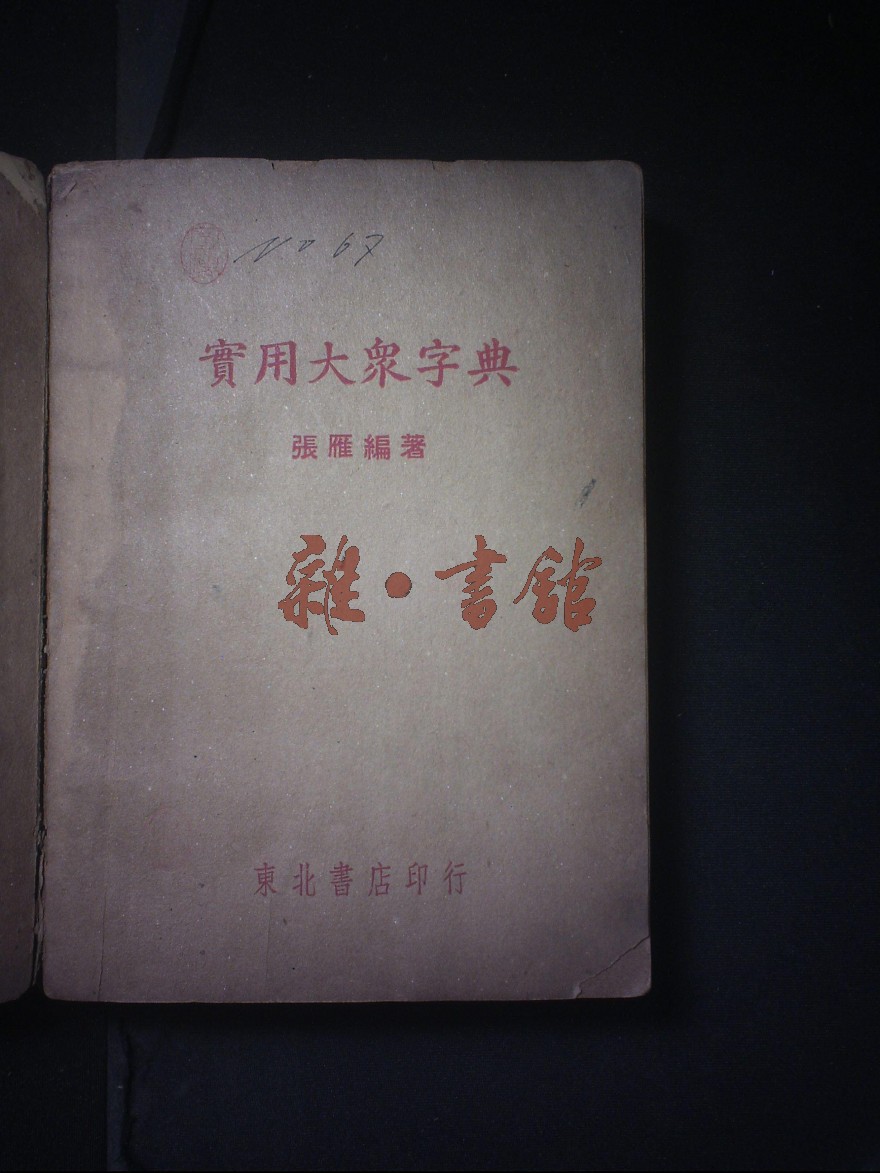 No 67
實用大衆字典
張雁編著
雜·書館
東北書店印行